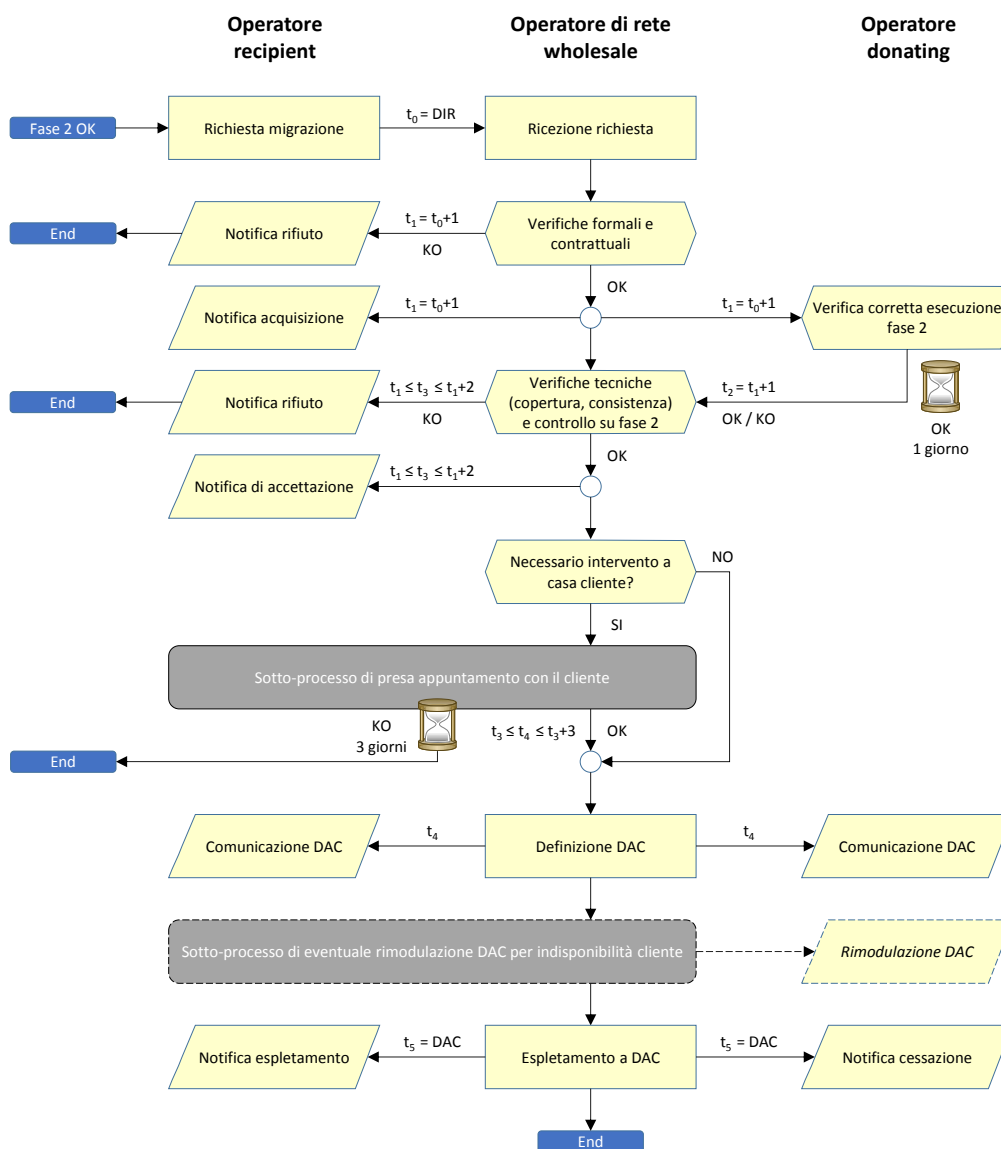 Operatore
recipient
Operatore di rete
wholesale
Operatore
donating
Fase 2 OK
Richiesta migrazione
t0 = DIR
Ricezione richiesta
End
Notifica rifiuto
t1 = t0+1
KO
Verifiche formali e
contrattuali
OK
Notifica acquisizione
t1 = t0+1
t1 = t0+1
Verifica corretta esecuzione
fase 2
End
Notifica rifiuto
t1 ≤ t3 ≤ t1+2
KO
Verifiche tecniche
(copertura, consistenza)
e controllo su fase 2
t2 = t1+1
OK / KO
OK
1 giorno
OK
Notifica di accettazione
t1 ≤ t3 ≤ t1+2
Necessario intervento a
casa cliente?
NO
SI
Sotto-processo di presa appuntamento con il cliente
KO
3 giorni
t3 ≤ t4 ≤ t3+3
OK
End
Comunicazione DAC
t4
Definizione DAC
t4
Comunicazione DAC
Sotto-processo di eventuale rimodulazione DAC per indisponibilità cliente
Rimodulazione DAC
Notifica espletamento
t5 = DAC
Espletamento a DAC
t5 = DAC
Notifica cessazione
End